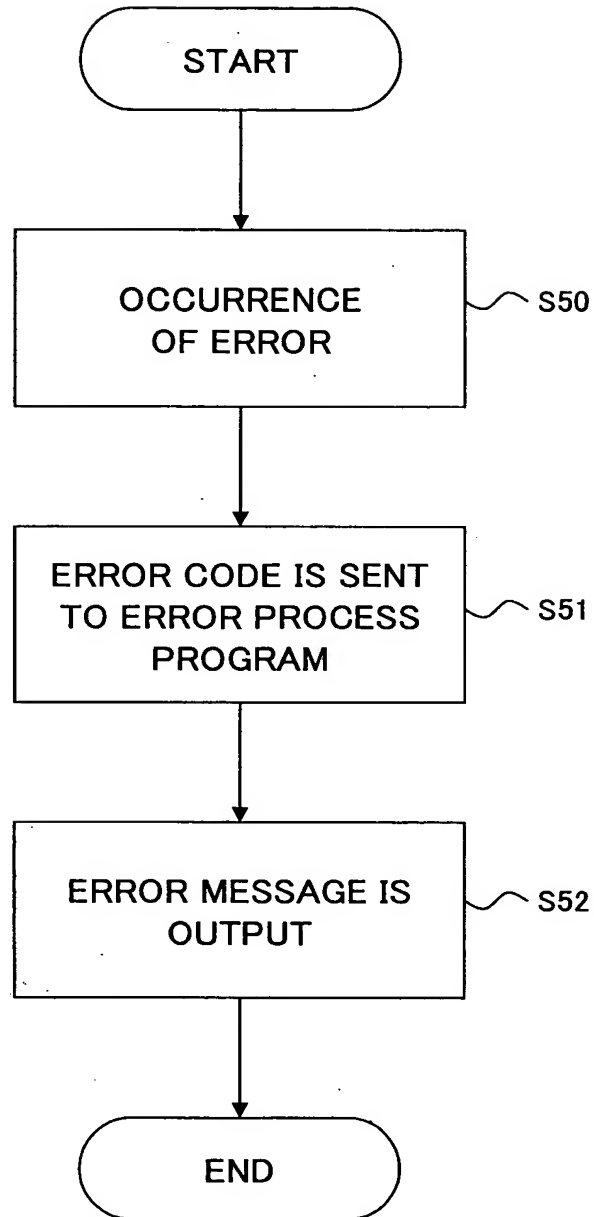 START
OCCURRENCE
OF ERROR
S50
ERROR CODE IS SENT
TO ERROR PROCESS
PROGRAM
S51
ERROR MESSAGE IS
OUTPUT
S52
END